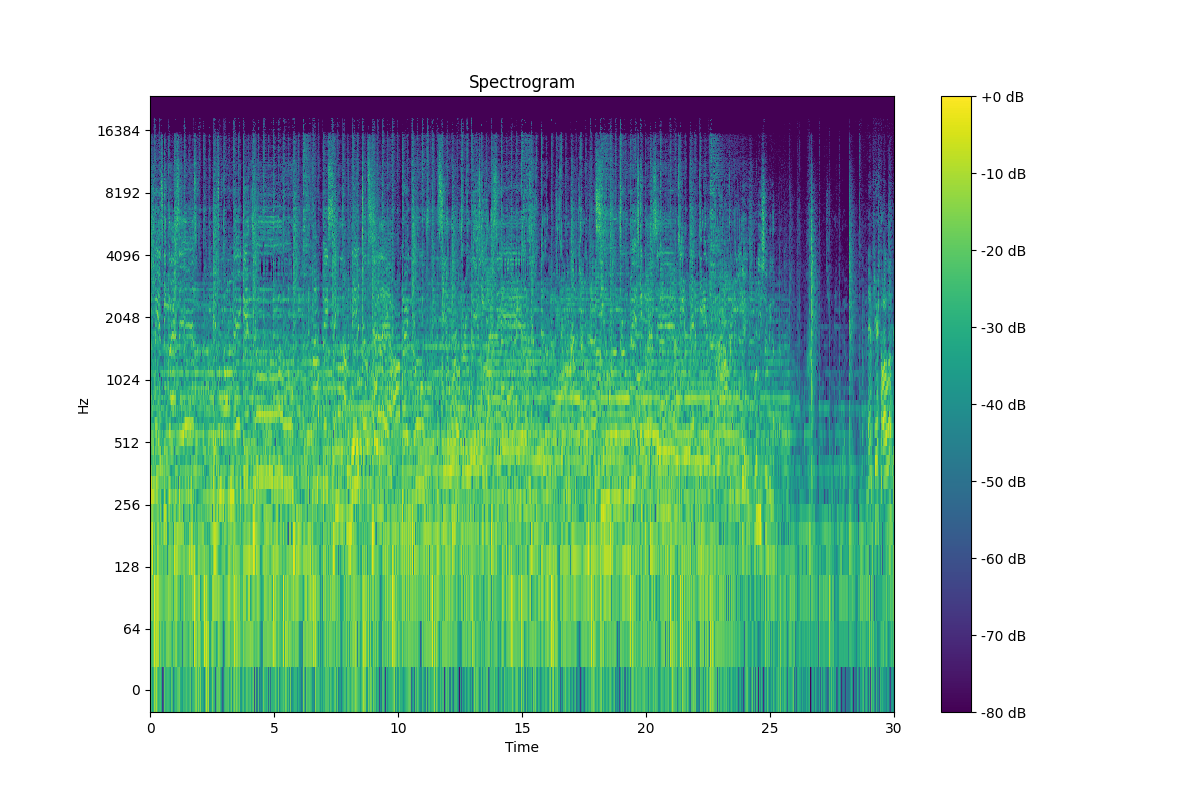 Spectrogram
Hz
16384
8192
4096
2048
1024
512
256
128
64
0
0 5 10 15 20 25 30
Time
+0 dB
-10 dB
-20 dB
-30 dB
-40 dB
-50 dB
-60 dB
-70 dB
-80 dB